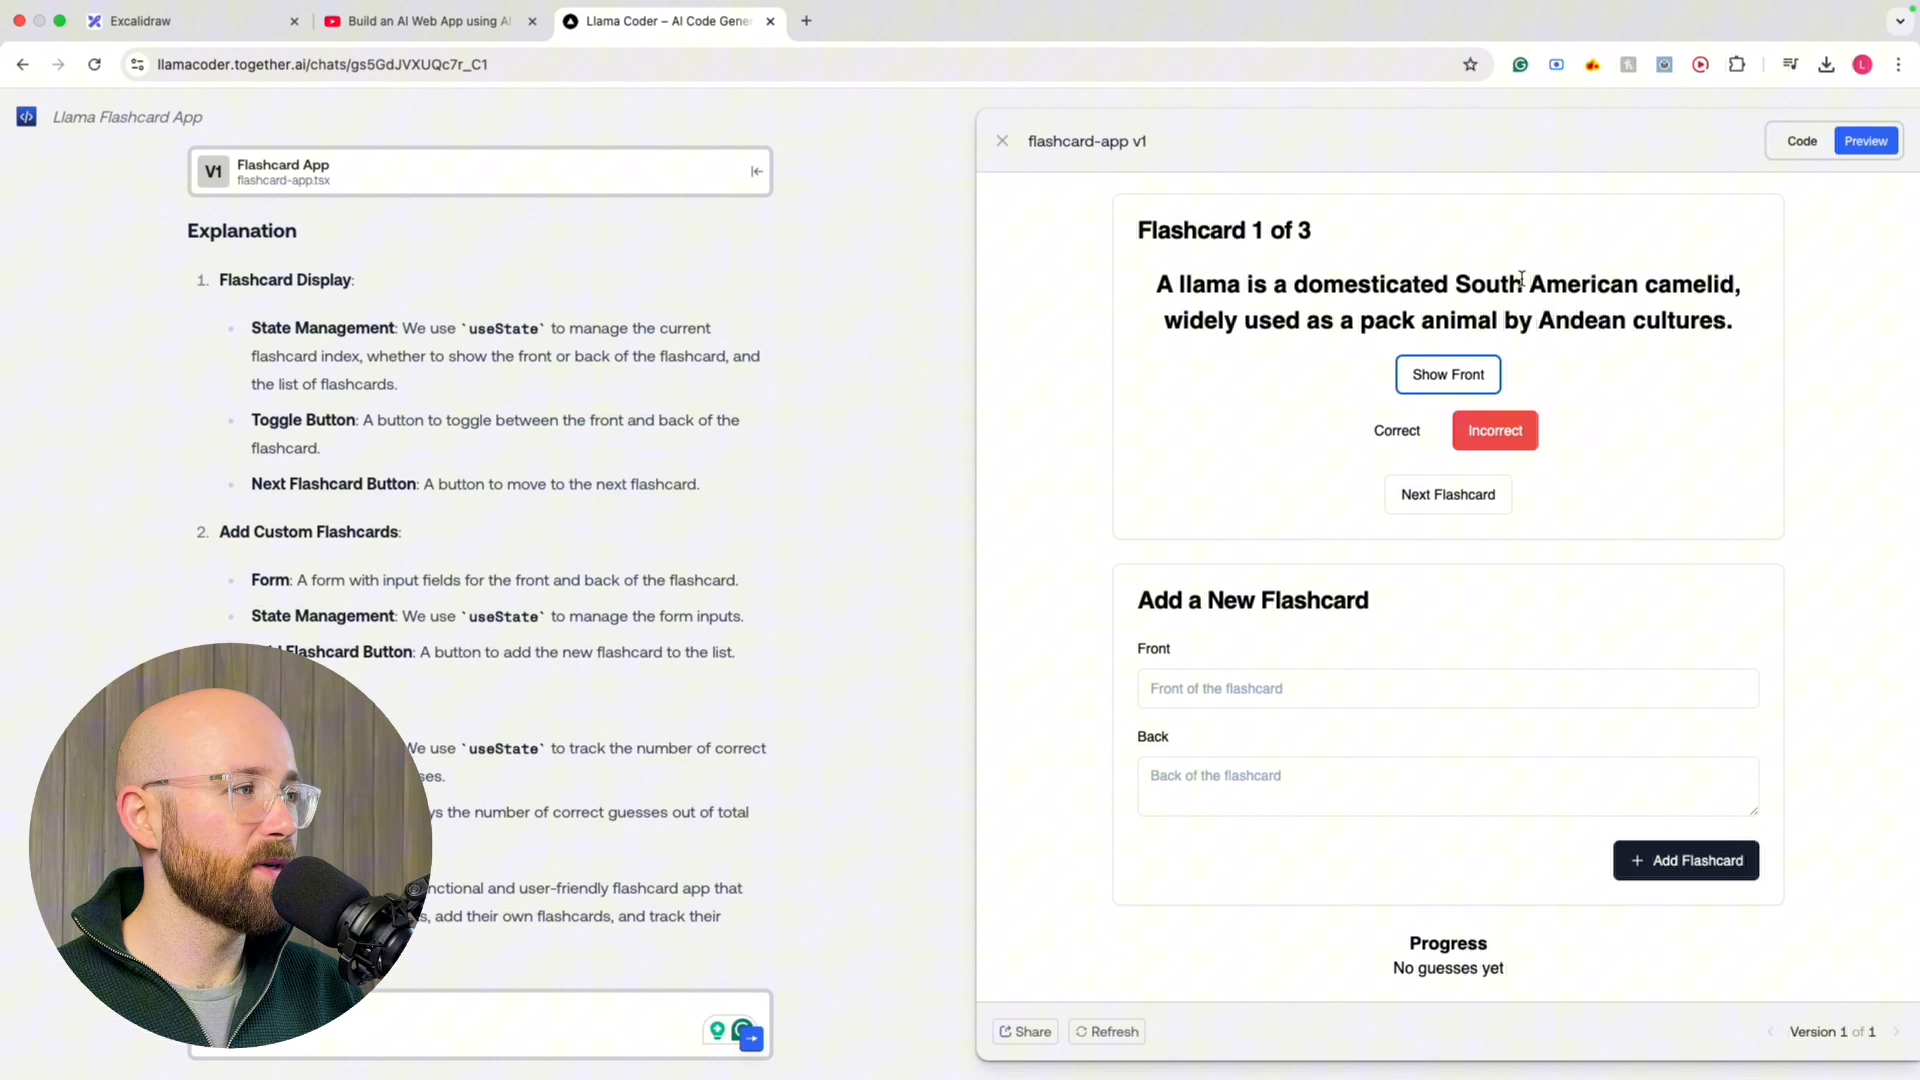 Excalidraw
Build an AI Web App using AI
Llama Coder – AI Code Gene
llamacoder.together.ai/chats/gs5GdJVXUQc7r_C1
L
Llama Flashcard App
V1
Flashcard App
flashcard-app.tsx
Explanation
1. Flashcard Display:
State Management: We use `useState` to manage the current
flashcard index, whether to show the front or back of the flashcard, and
the list of flashcards.
Toggle Button: A button to toggle between the front and back of the
flashcard.
Next Flashcard Button: A button to move to the next flashcard.
2. Add Custom Flashcards:
Form: A form with input fields for the front and back of the flashcard.
State Management: We use `useState` to manage the form inputs.
Flashcard Button: A button to add the new flashcard to the list.
We use `useState` to track the number of correct
the number of correct guesses out of total
and user-friendly flashcard app that
add their own flashcards, and track their
flashcard-app v1
Code
Preview
Flashcard 1 of 3
A llama is a domesticated South American camelid,
widely used as a pack animal by Andean cultures.
Show Front
Correct
Incorrect
Next Flashcard
Add a New Flashcard
Front
Front of the flashcard
Back
Back of the flashcard
+ Add Flashcard
Progress
No guesses yet
Share
Refresh
Version 1 of 1